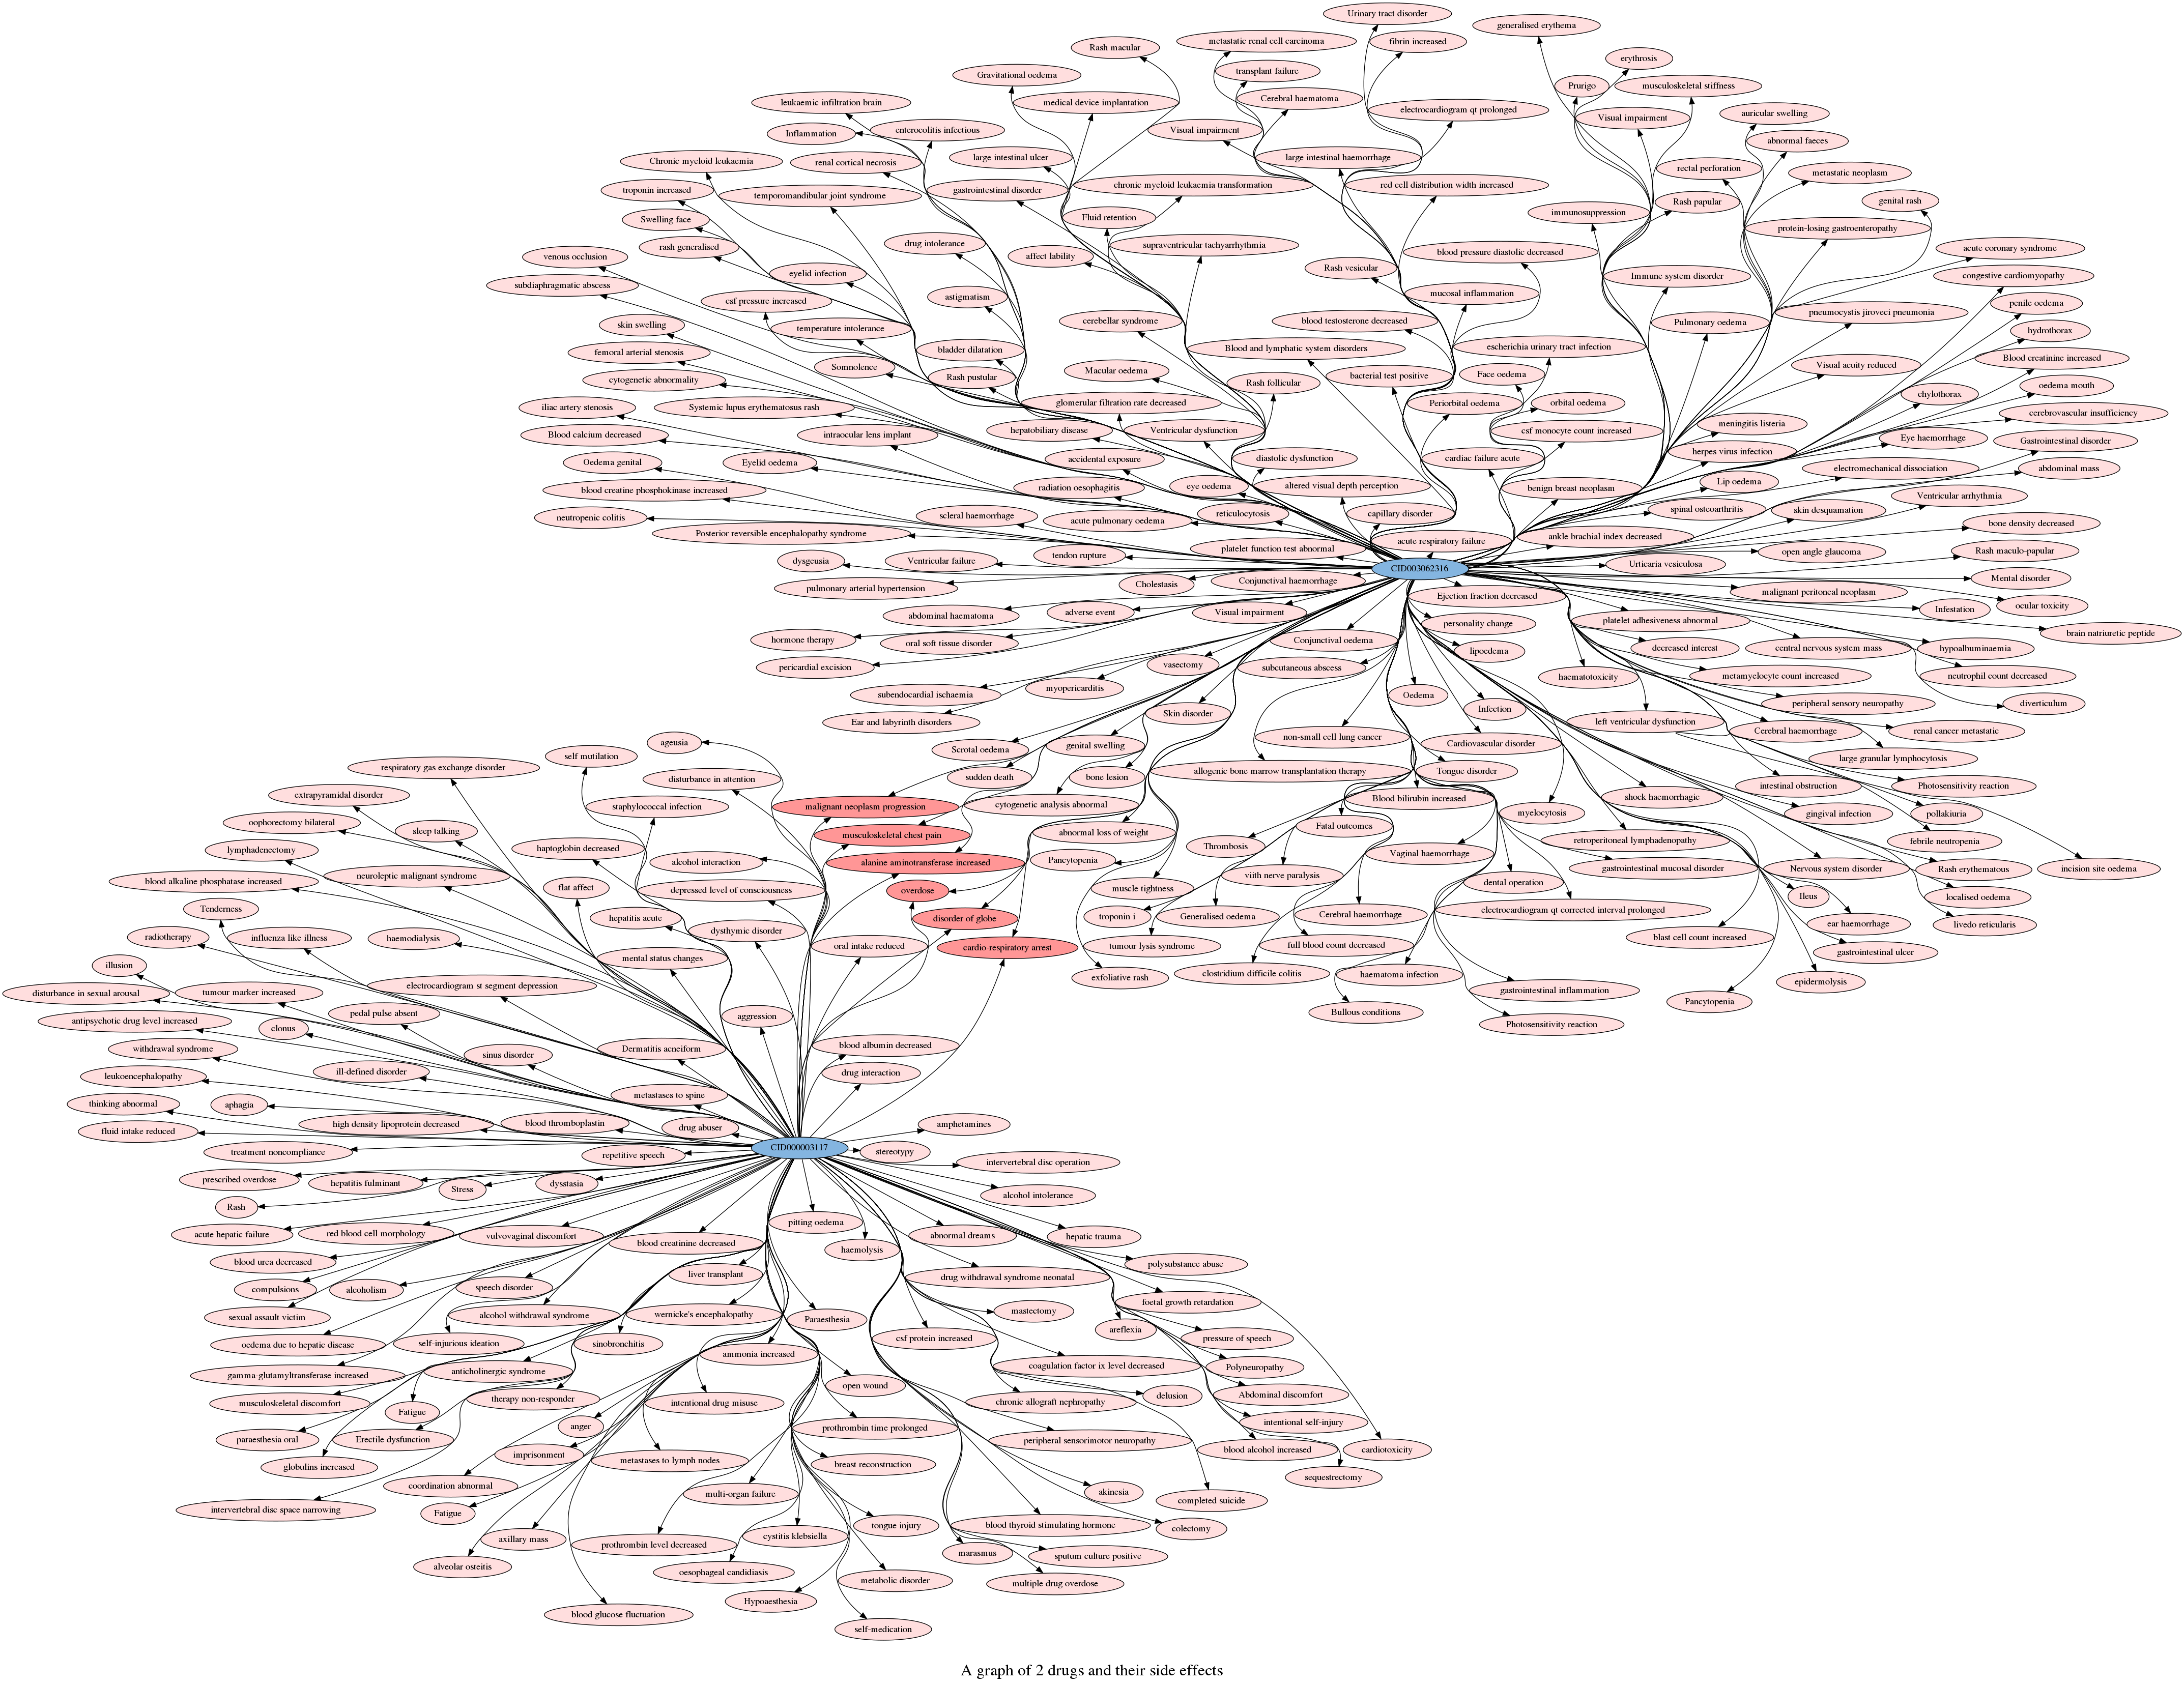 Urinary tract disorder
generalised erythema
metastatic renal cell carcinoma
fibrin increased
Rash macular
erythrosis
Gravitational oedema
transplant failure
Prurigo
musculoskeletal stiffness
leukaemic infiltration brain
medical device implantation
Cerebral haematoma
electrocardiogram qt prolonged
Visual impairment
auricular swelling
Inflammation
enterocolitis infectious
Visual impairment
abnormal faeces
Chronic myeloid leukaemia
renal cortical necrosis
large intestinal ulcer
large intestinal haemorrhage
rectal perforation
metastatic neoplasm
troponin increased
temporomandibular joint syndrome
gastrointestinal disorder
chronic myeloid leukaemia transformation
red cell distribution width increased
Rash papular
genital rash
Swelling face
Fluid retention
immunosuppression
protein-losing gastroenteropathy
rash generalised
drug intolerance
supraventricular tachyarrhythmia
blood pressure diastolic decreased
acute coronary syndrome
venous occlusion
affect lability
Rash vesicular
Immune system disorder
congestive cardiomyopathy
subdiaphragmatic abscess
eyelid infection
csf pressure increased
astigmatism
mucosal inflammation
penile oedema
skin swelling
temperature intolerance
cerebellar syndrome
blood testosterone decreased
Pulmonary oedema
pneumocystis jiroveci pneumonia
hydrothorax
femoral arterial stenosis
bladder dilatation
Blood and lymphatic system disorders
escherichia urinary tract infection
Blood creatinine increased
cytogenetic abnormality
Somnolence
Rash pustular
Macular oedema
Rash follicular
bacterial test positive
Face oedema
Visual acuity reduced
oedema mouth
iliac artery stenosis
Systemic lupus erythematosus rash
glomerular filtration rate decreased
Periorbital oedema
orbital oedema
chylothorax
cerebrovascular insufficiency
Blood calcium decreased
intraocular lens implant
hepatobiliary disease
Ventricular dysfunction
csf monocyte count increased
meningitis listeria
Eye haemorrhage
Gastrointestinal disorder
Oedema genital
Eyelid oedema
accidental exposure
diastolic dysfunction
cardiac failure acute
herpes virus infection
electromechanical dissociation
abdominal mass
blood creatine phosphokinase increased
radiation oesophagitis
eye oedema
altered visual depth perception
benign breast neoplasm
Lip oedema
Ventricular arrhythmia
neutropenic colitis
scleral haemorrhage
acute pulmonary oedema
reticulocytosis
capillary disorder
spinal osteoarthritis
skin desquamation
bone density decreased
Posterior reversible encephalopathy syndrome
platelet function test abnormal
acute respiratory failure
ankle brachial index decreased
open angle glaucoma
Rash maculo-papular
dysgeusia
Ventricular failure
tendon rupture
CID003062316
Urticaria vesiculosa
Mental disorder
pulmonary arterial hypertension
Cholestasis
Conjunctival haemorrhage
Ejection fraction decreased
malignant peritoneal neoplasm
ocular toxicity
abdominal haematoma
adverse event
Visual impairment
personality change
platelet adhesiveness abnormal
Infestation
brain natriuretic peptide
hormone therapy
oral soft tissue disorder
Conjunctival oedema
lipoedema
decreased interest
central nervous system mass
hypoalbuminaemia
pericardial excision
vasectomy
subcutaneous abscess
haematotoxicity
metamyelocyte count increased
neutrophil count decreased
subendocardial ischaemia
myopericarditis
Oedema
peripheral sensory neuropathy
diverticulum
Ear and labyrinth disorders
Skin disorder
Infection
left ventricular dysfunction
Cerebral haemorrhage
renal cancer metastatic
Scrotal oedema
genital swelling
non-small cell lung cancer
Cardiovascular disorder
large granular lymphocytosis
sudden death
bone lesion
allogenic bone marrow transplantation therapy
Tongue disorder
intestinal obstruction
Photosensitivity reaction
cytogenetic analysis abnormal
Blood bilirubin increased
myelocytosis
shock haemorrhagic
gingival infection
pollakiuria
abnormal loss of weight
Thrombosis
Fatal outcomes
retroperitoneal lymphadenopathy
febrile neutropenia
Pancytopenia
Vaginal haemorrhage
gastrointestinal mucosal disorder
Nervous system disorder
Rash erythematous
incision site oedema
muscle tightness
viith nerve paralysis
dental operation
Ileus
localised oedema
troponin i
Generalised oedema
Cerebral haemorrhage
electrocardiogram qt corrected interval prolonged
ear haemorrhage
livedo reticularis
tumour lysis syndrome
full blood count decreased
blast cell count increased
gastrointestinal ulcer
exfoliative rash
clostridium difficile colitis
haematoma infection
gastrointestinal inflammation
epidermolysis
Bullous conditions
Photosensitivity reaction
Pancytopenia
ageusia
self mutilation
respiratory gas exchange disorder
disturbance in attention
extrapyramidal disorder
staphylococcal infection
malignant neoplasm progression
oophorectomy bilateral
sleep talking
musculoskeletal chest pain
lymphadenectomy
haptoglobin decreased
alcohol interaction
alanine aminotransferase increased
blood alkaline phosphatase increased
neuroleptic malignant syndrome
flat affect
depressed level of consciousness
overdose
Tenderness
hepatitis acute
disorder of globe
radiotherapy
influenza like illness
haemodialysis
dysthymic disorder
oral intake reduced
cardio-respiratory arrest
illusion
mental status changes
disturbance in sexual arousal
tumour marker increased
electrocardiogram st segment depression
antipsychotic drug level increased
clonus
pedal pulse absent
aggression
withdrawal syndrome
sinus disorder
Dermatitis acneiform
blood albumin decreased
leukoencephalopathy
ill-defined disorder
drug interaction
thinking abnormal
aphagia
metastases to spine
fluid intake reduced
high density lipoprotein decreased
blood thromboplastin
drug abuser
amphetamines
treatment noncompliance
repetitive speech
CID000003117
stereotypy
intervertebral disc operation
prescribed overdose
hepatitis fulminant
Stress
dysstasia
alcohol intolerance
Rash
acute hepatic failure
red blood cell morphology
vulvovaginal discomfort
blood creatinine decreased
pitting oedema
haemolysis
abnormal dreams
hepatic trauma
blood urea decreased
liver transplant
drug withdrawal syndrome neonatal
polysubstance abuse
compulsions
alcoholism
speech disorder
sexual assault victim
alcohol withdrawal syndrome
wernicke's encephalopathy
Paraesthesia
mastectomy
foetal growth retardation
oedema due to hepatic disease
self-injurious ideation
sinobronchitis
csf protein increased
areflexia
pressure of speech
gamma-glutamyltransferase increased
anticholinergic syndrome
ammonia increased
coagulation factor ix level decreased
Polyneuropathy
musculoskeletal discomfort
Fatigue
therapy non-responder
intentional drug misuse
open wound
chronic allograft nephropathy
delusion
Abdominal discomfort
paraesthesia oral
Erectile dysfunction
anger
prothrombin time prolonged
peripheral sensorimotor neuropathy
intentional self-injury
globulins increased
imprisonment
metastases to lymph nodes
breast reconstruction
blood alcohol increased
cardiotoxicity
coordination abnormal
multi-organ failure
akinesia
sequestrectomy
intervertebral disc space narrowing
Fatigue
completed suicide
axillary mass
prothrombin level decreased
cystitis klebsiella
tongue injury
blood thyroid stimulating hormone
colectomy
alveolar osteitis
oesophageal candidiasis
marasmus
sputum culture positive
metabolic disorder
multiple drug overdose
blood glucose fluctuation
Hypoaesthesia
self-medication
A graph of 2 drugs and their side effects